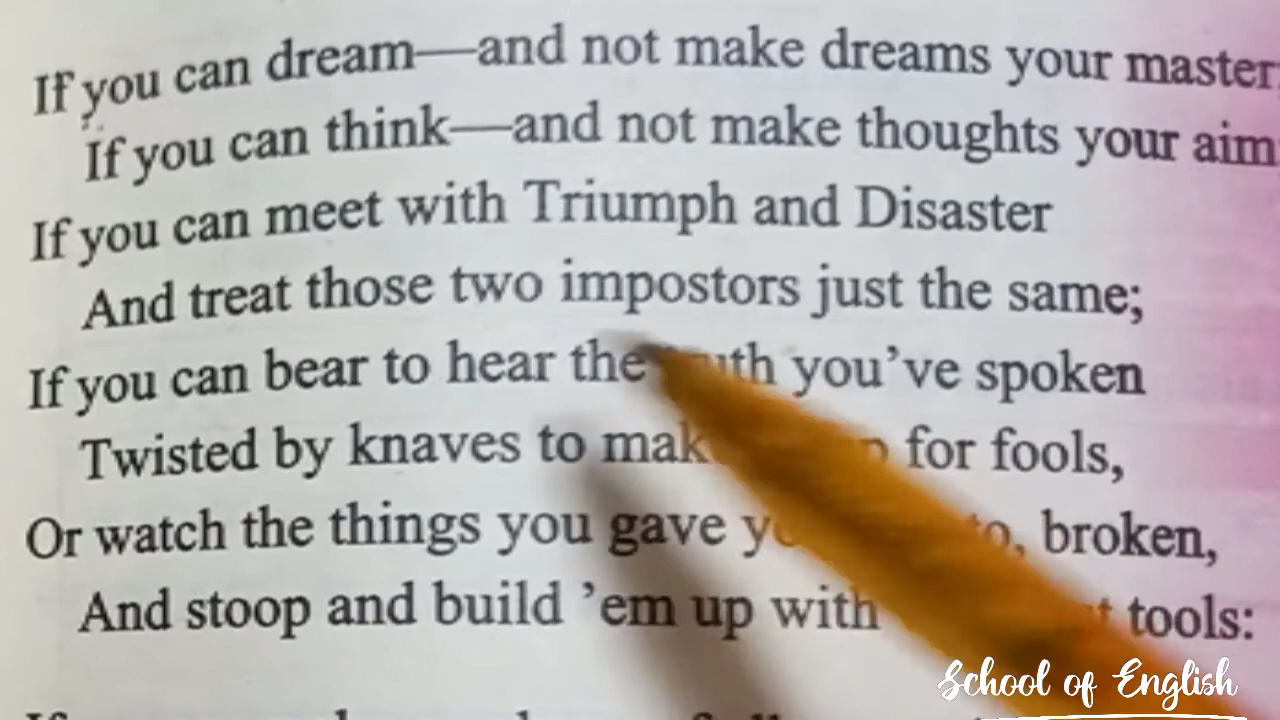 If you can dream—and not make dreams your master;
If you can think—and not make thoughts your aim;
If you can meet with Triumph and Disaster
And treat those two impostors just the same;
If you can bear to hear the you've spoken
Twisted by knaves to for fools,
Or watch the things you gave broken,
And stoop and build 'em up with tools:
School of English